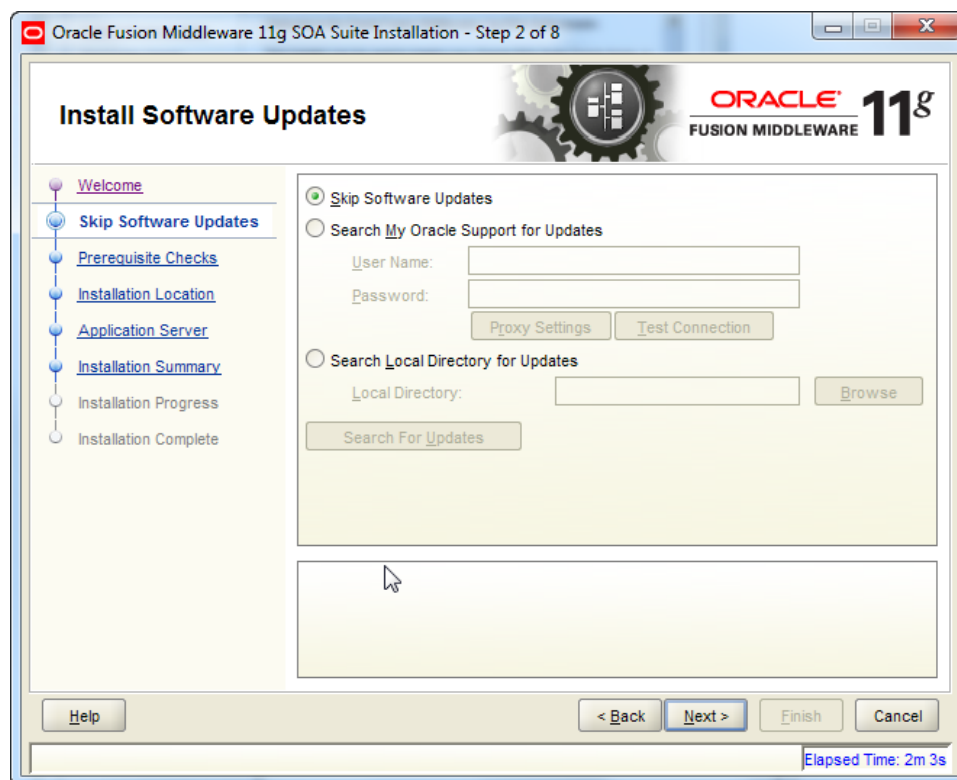 Oracle Fusion Middleware 11g SOA Suite Installation - Step 2 of 8
Install Software Updates
ORACLE
FUSION MIDDLEWARE 11g
Welcome
Skip Software Updates
Prerequisite Checks
Installation Location
Application Server
Installation Summary
Installation Progress
Installation Complete
Skip Software Updates
Search My Oracle Support for Updates
User Name:
Password:
Proxy Settings Test Connection
Search Local Directory for Updates
Local Directory: Browse
Search For Updates
Help < Back Next > Finish Cancel
Elapsed Time: 2m 3s